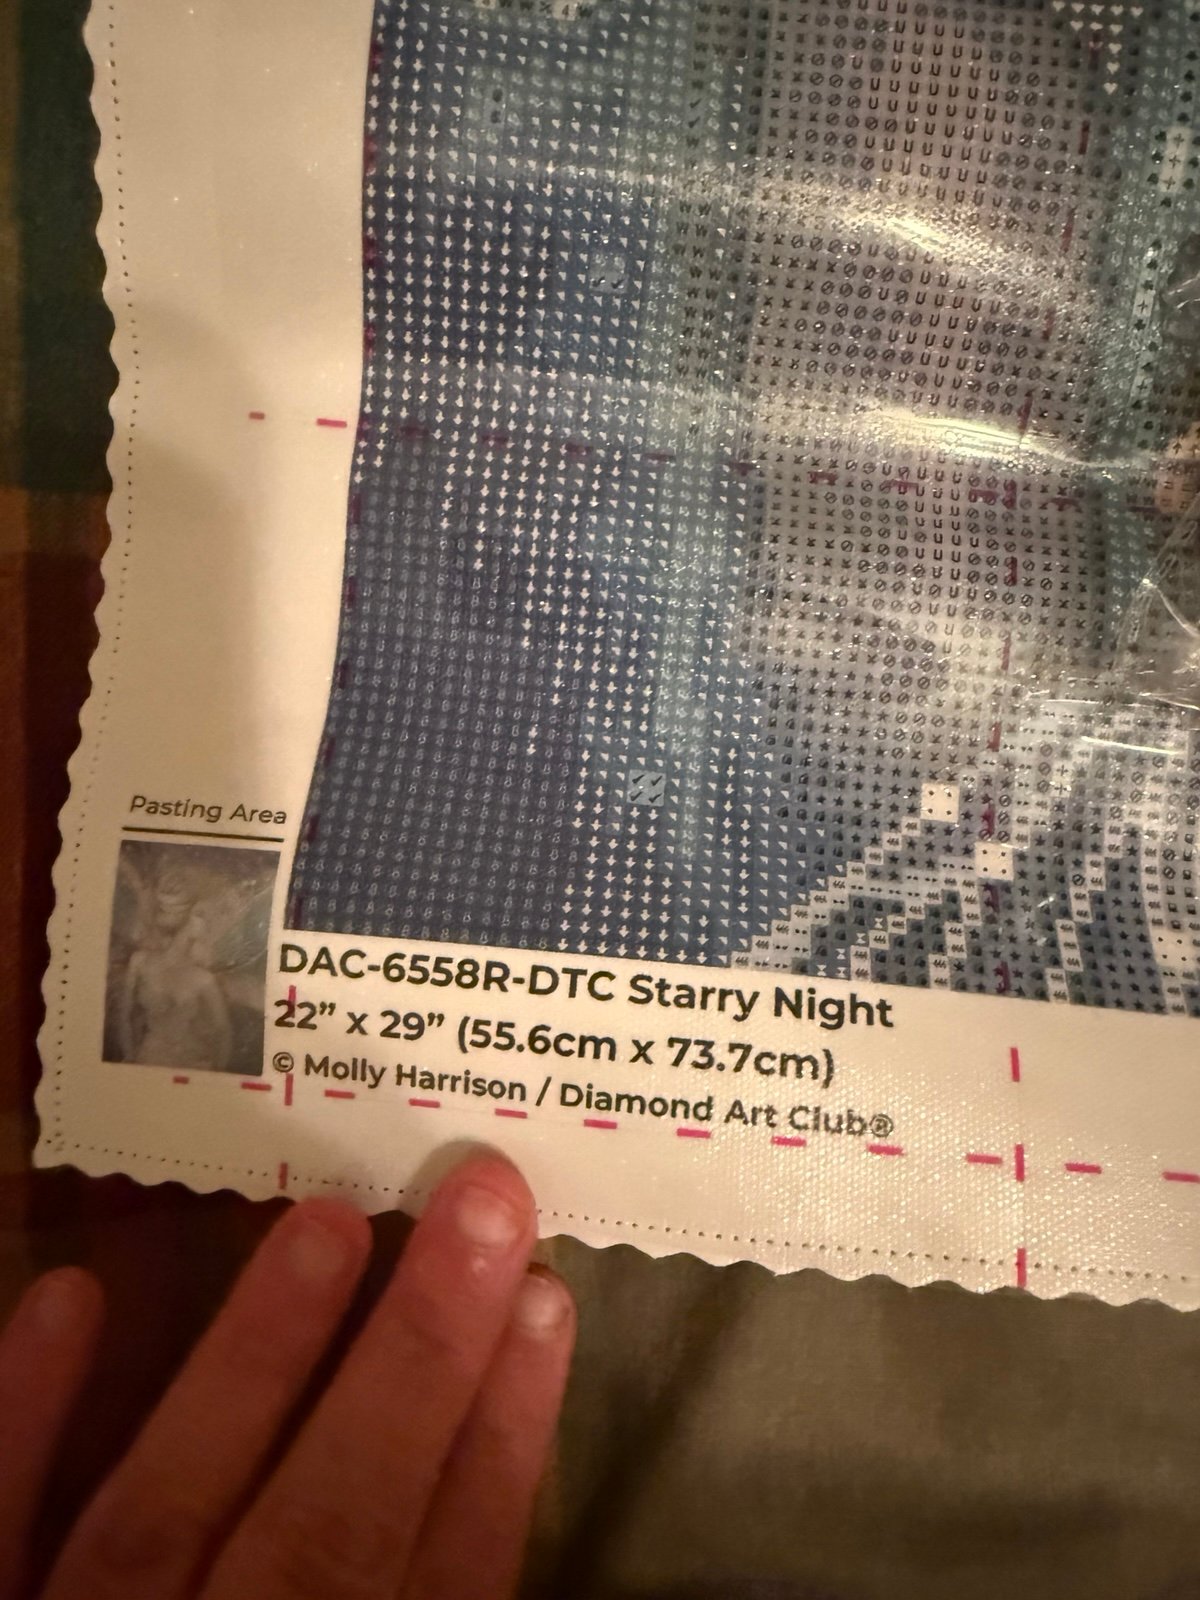 Pasting Area
DAC-6558R-DTC Starry Night
22” x 29” (55.6cm x 73.7cm)
© Molly Harrison / Diamond Art Club®